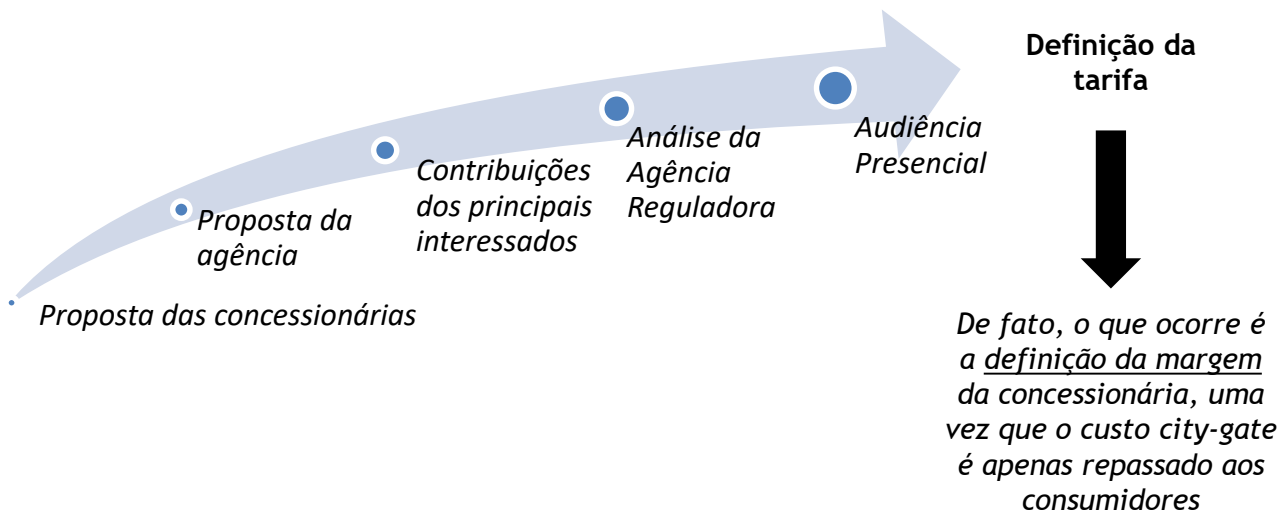 Proposta das concessionárias
Proposta da
agência
Contribuições
dos principais
interessados
Análise da
Agência
Reguladora
Audiência
Presencial
Definição da
tarifa
De fato, o que ocorre é
a definição da margem
da concessionária, uma
vez que o custo city-gate
é apenas repassado aos
consumidores